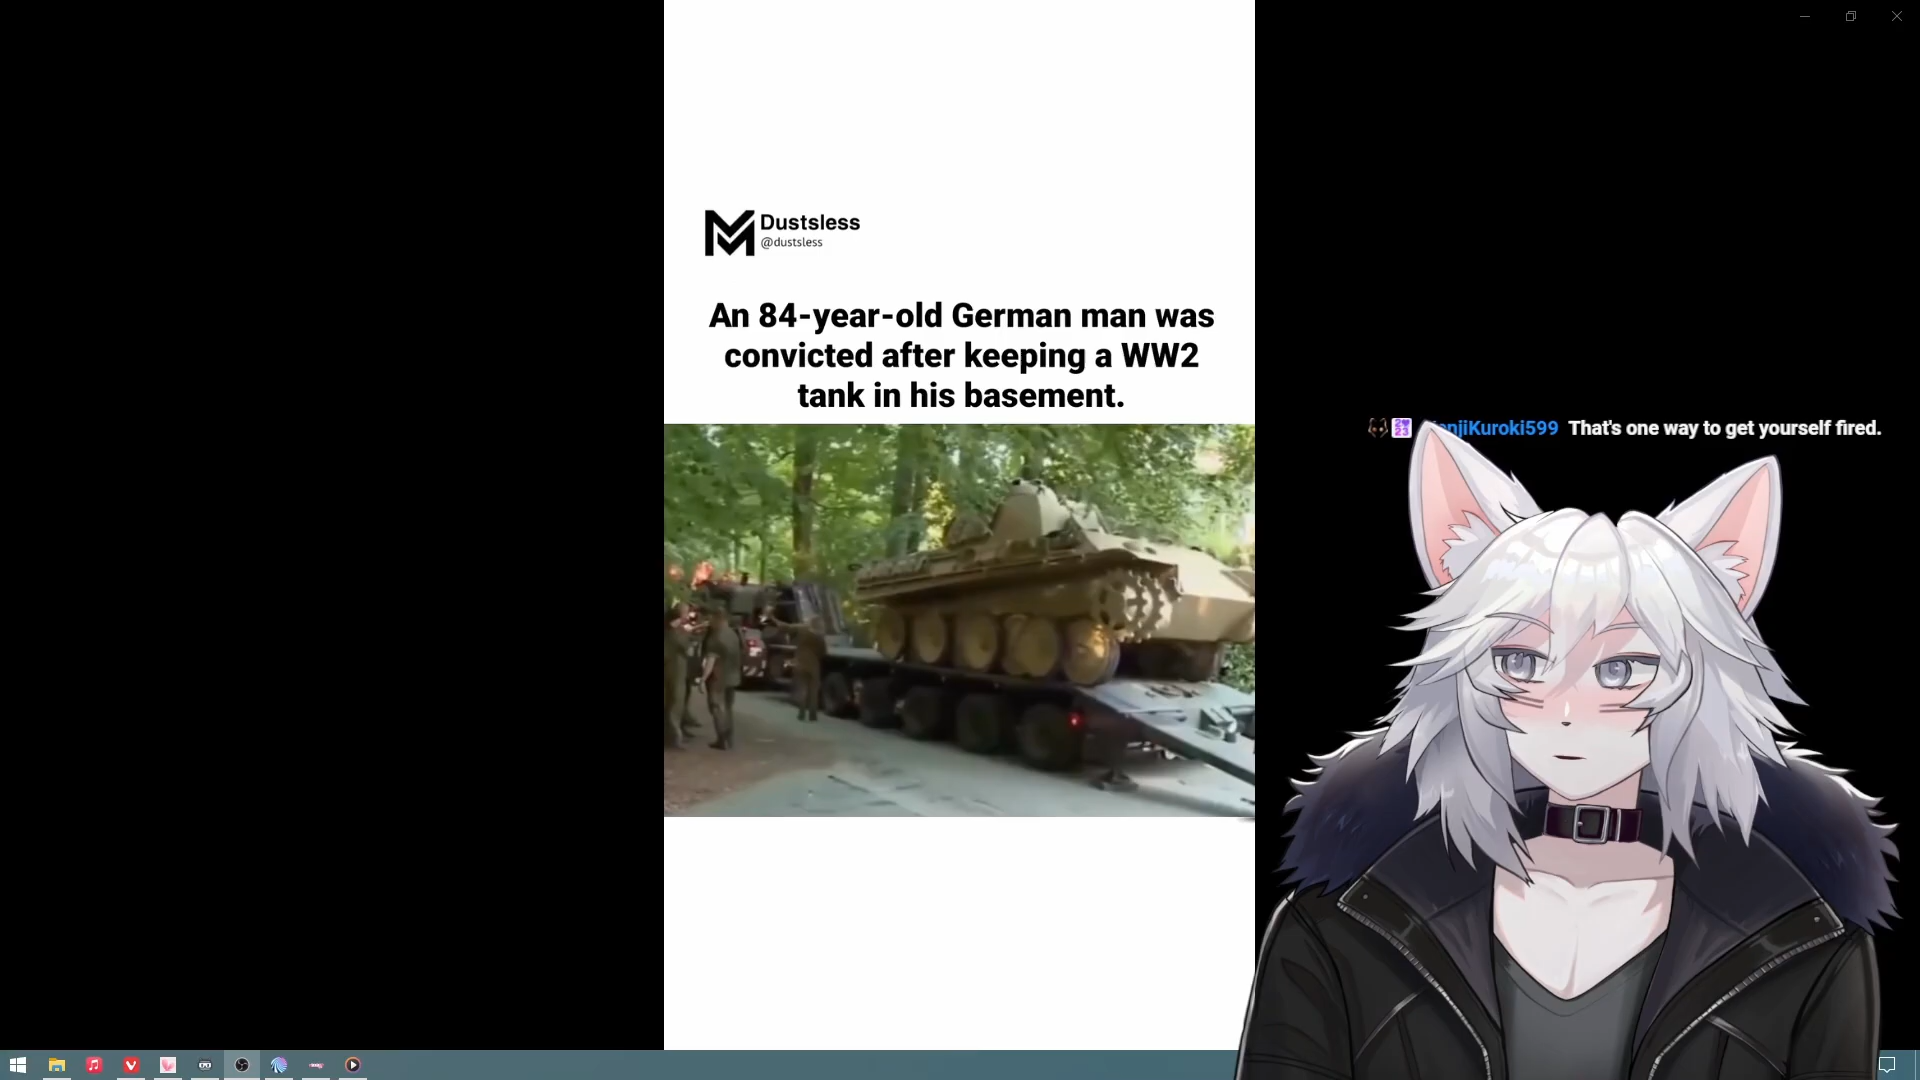 Dustsless
@dustsless
An 84-year-old German man was
convicted after keeping a WW2
tank in his basement.
enjiKuroki599 That's one way to get yourself fired.